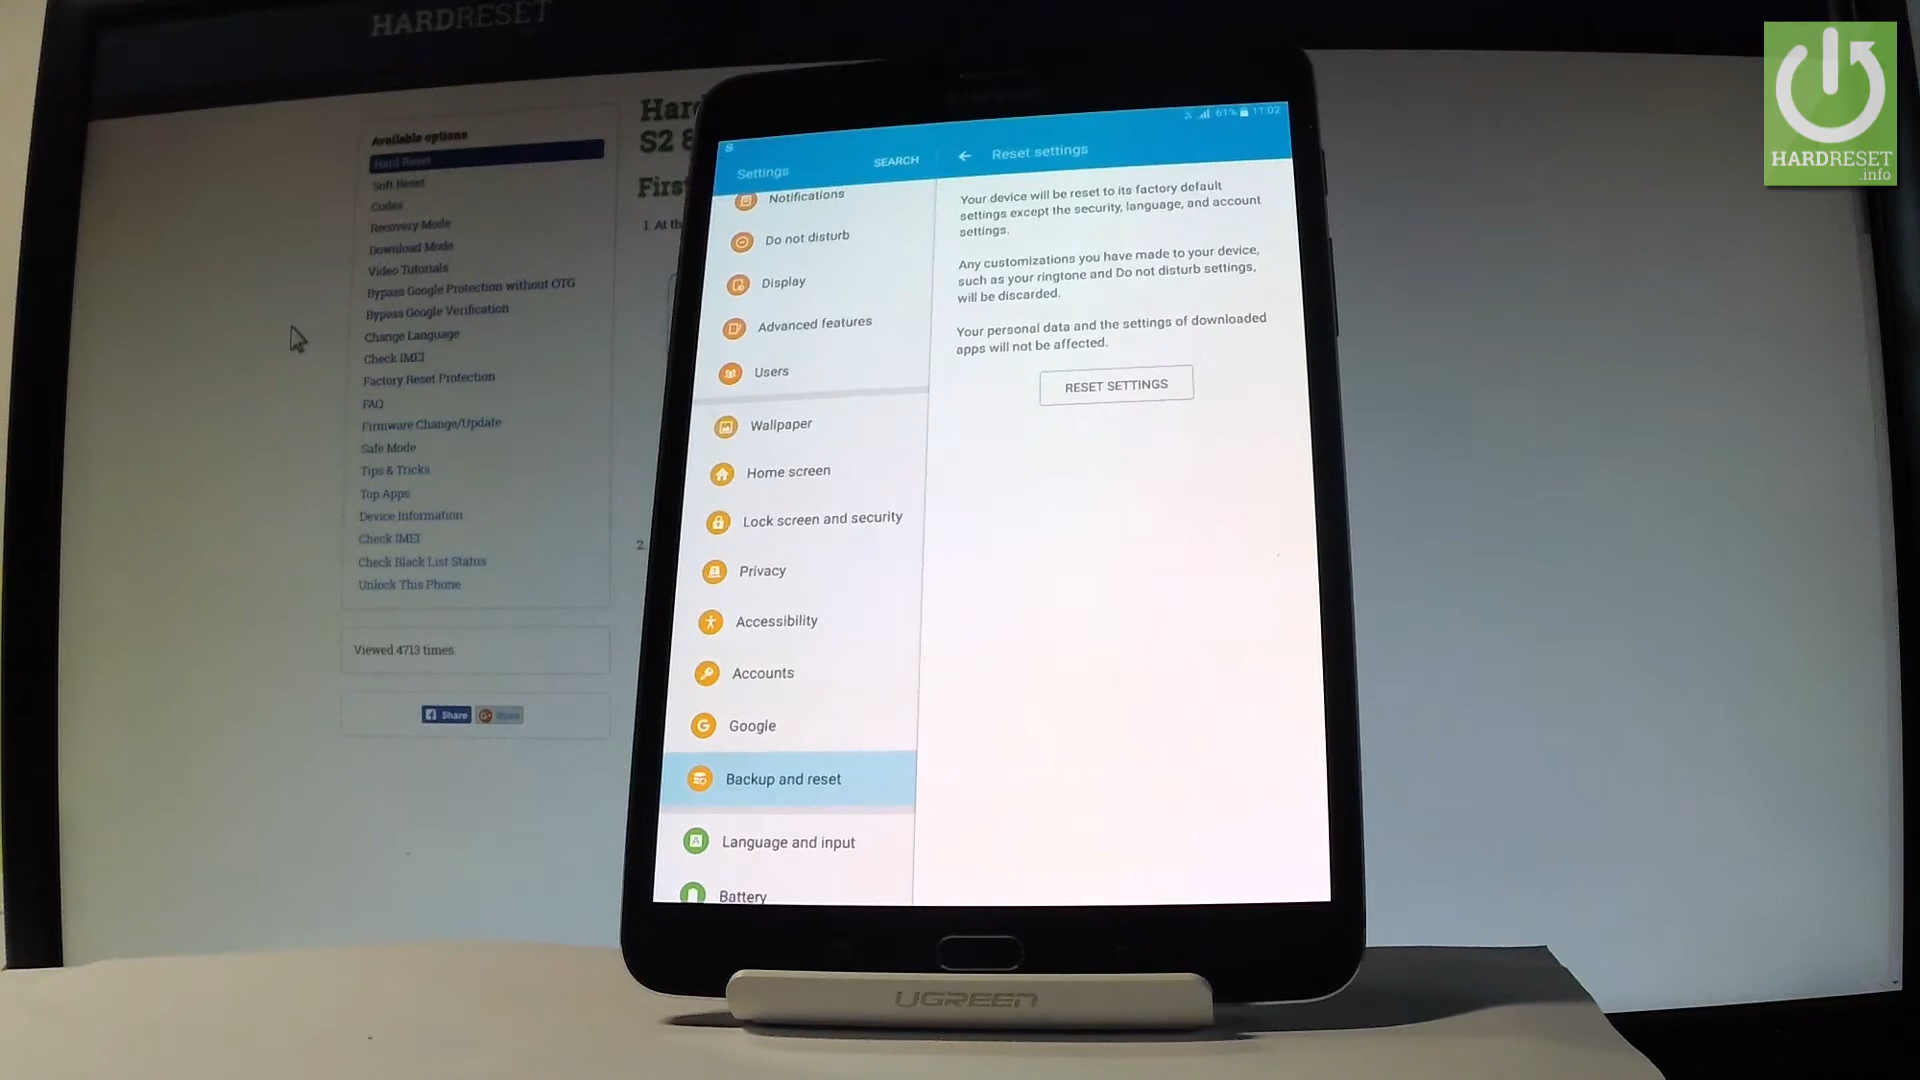 HARDRESET
HARDRESET
.info
Available options
Hard Reset
Soft Reset
Codes
Recovery Mode
Download Mode
Video Tutorials
Bypass Google Protection without OTG
Bypass Google Verification
Change Language
Check IMEI
Factory Reset Protection
FAQ
Firmware Change/Update
Safe Mode
Tips & Tricks
Top Apps
Device Information
Check IMEI
Check Black List Status
Unlock This Phone
Viewed 4713 times.
Share
Share
S2
1. At
2.
61% 11:02
Settings
SEARCH
Reset settings
Notifications
Do not disturb
Display
Advanced features
Users
Wallpaper
Home screen
Lock screen and security
Privacy
Accessibility
Accounts
Google
Backup and reset
Language and input
Battery
Your device will be reset to its factory default
settings except the security, language, and account
settings.
Any customizations you have made to your device,
such as your ringtone and Do not disturb settings,
will be discarded.
Your personal data and the settings of downloaded
apps will not be affected.
RESET SETTINGS
UGREEN